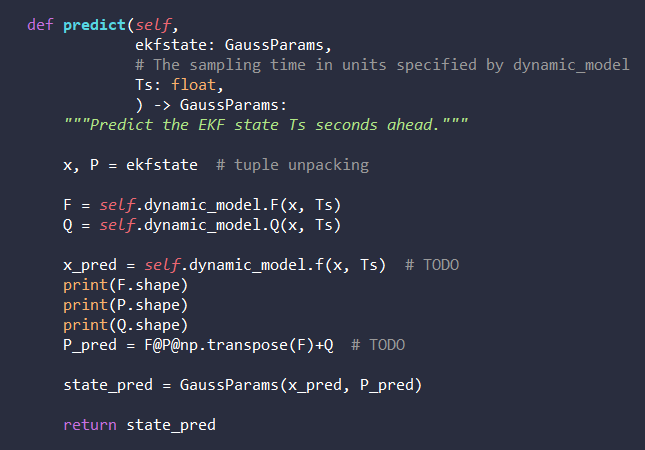 def predict(self,
            ekfstate: GaussParams,
            # The sampling time in units specified by dynamic_model
            Ts: float,
            ) -> GaussParams:
    """Predict the EKF state Ts seconds ahead."""

    x, P = ekfstate  # tuple unpacking

    F = self.dynamic_model.F(x, Ts)
    Q = self.dynamic_model.Q(x, Ts)

    x_pred = self.dynamic_model.f(x, Ts)  # TODO
    print(F.shape)
    print(P.shape)
    print(Q.shape)
    P_pred = F@P@np.transpose(F)+Q  # TODO

    state_pred = GaussParams(x_pred, P_pred)

    return state_pred